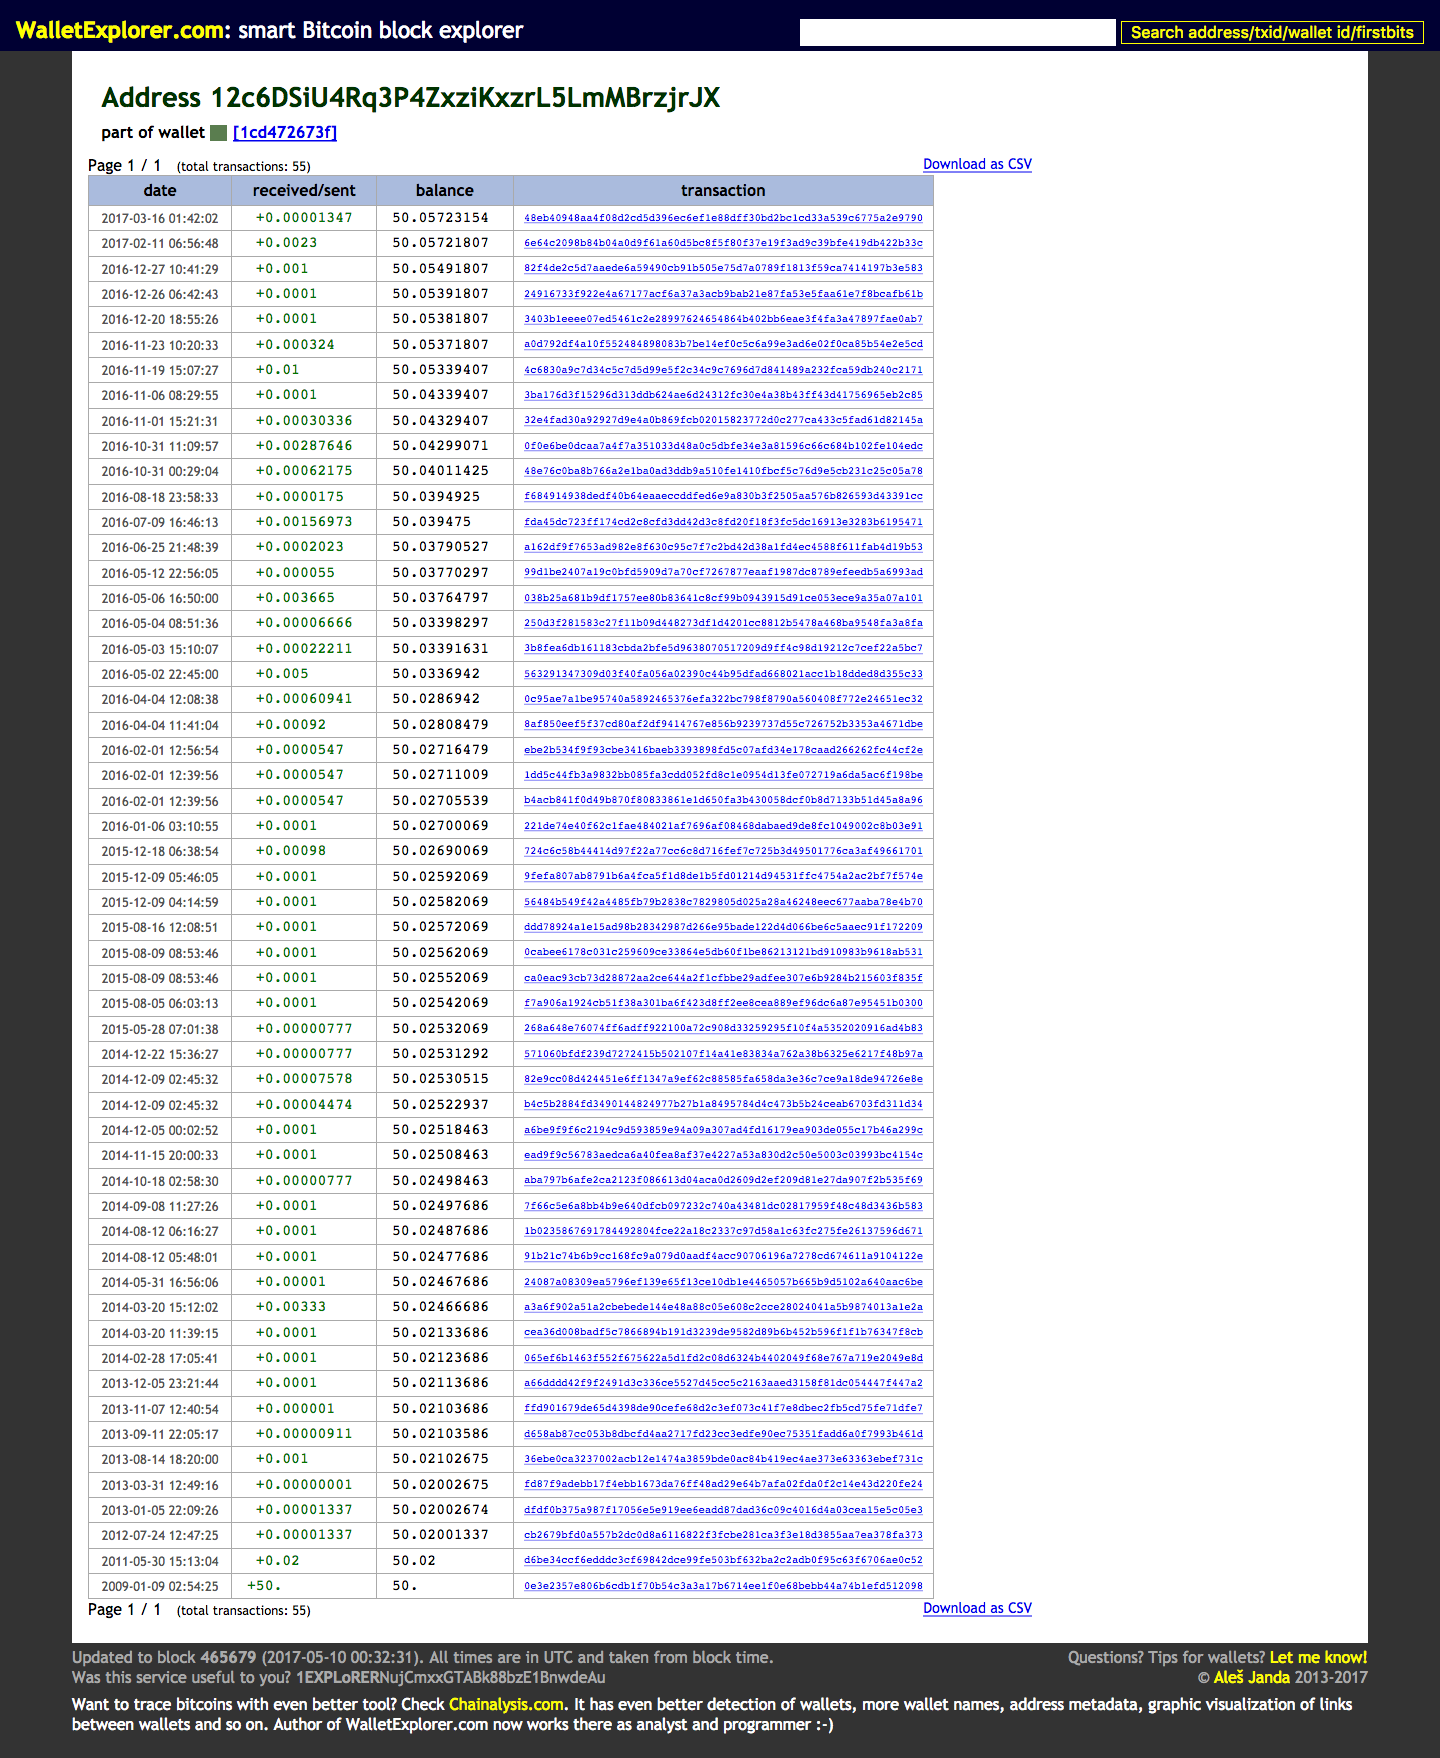 WalletExplorer.com: smart Bitcoin block explorer
Search address/txid/wallet id/firstbits
Address 12c6DSiU4Rq3P4ZxziKxzrL5LmMBrzjrJX
part of wallet [1cd472673f]
Page 1 / 1 (total transactions: 55) Download as CSV
date received/sent balance transaction
2017-03-16 01:42:02 +0.00001347 50.05723154 48eb40948aa4f08d2cd5d396ec6ef1e88dff30bd2bc1cd33a539c6775a2e9790
2017-02-11 06:56:48 +0.0023 50.05721807 6e64c2098b84b04a0d9f61a60d5bc8f5f80f37e19f3ad9c39bfe419db422b33c
2016-12-27 10:41:29 +0.001 50.05491807 82f4de2c5d7aaede6a59490cb91b505e75d7a0789f1813f59ca7414197b3e583
2016-12-26 06:42:43 +0.0001 50.05391807 24916733f922e4a67177acf6a37a3acb9bab21e87fa53e5faa61e7f8bcafb61b
2016-12-20 18:55:26 +0.0001 50.05381807 3403b1eeee07ed5461c2e28997624654864b402bb6eae3f4fa3a47897fae0ab7
2016-11-23 10:20:33 +0.000324 50.05371807 a0d792df4a10f552484898083b7be14ef0c5c6a99e3ad6e02f0ca85b54e2e5cd
2016-11-19 15:07:27 +0.01 50.05339407 4c6830a9c7d34c5c7d5d99e5f2c34c9c7696d7d841489a232fca59db240c2171
2016-11-06 08:29:55 +0.0001 50.04339407 3ba176d3f15296d313ddb624ae6d24312fc30e4a38b43ff43d41756965eb2c85
2016-11-01 15:21:31 +0.00030336 50.04329407 32e4fad30a92927d9e4a0b869fcb02015823772d0c277ca433c5fad61d82145a
2016-10-31 11:09:57 +0.00287646 50.04299071 0f0e6be0dcaa7a4f7a351033d48a0c5dbfe34e3a81596c66c684b102fe104edc
2016-10-31 00:29:04 +0.00062175 50.04011425 48e76c0ba8b766a2e1ba0ad3ddb9a510fe1410fbcf5c76d9e5cb231c25c05a78
2016-08-18 23:58:33 +0.0000175 50.0394925 f684914938dedf40b64eaaeccddfed6e9a830b3f2505aa576b826593d43391cc
2016-07-09 16:46:13 +0.00156973 50.039475 fda45dc723ff174cd2c8cfd3dd42d3c8fd20f18f3fc5dc16913e3283b6195471
2016-06-25 21:48:39 +0.0002023 50.03790527 a162df9f7653ad982e8f630c95c7f7c2bd42d38a1fd4ec4588f611fab4d19b53
2016-05-12 22:56:05 +0.000055 50.03770297 99d1be2407a19c0bfd5909d7a70cf7267877eaaf1987dc8789efeedb5a6993ad
2016-05-06 16:50:00 +0.003665 50.03764797 038b25a681b9df1757ee80b83641c8cf99b0943915d91ce053ece9a35a07a101
2016-05-04 08:51:36 +0.00006666 50.03398297 250d3f281583c27f11b09d448273df1d4201cc8812b5478a468ba9548fa3a8fa
2016-05-03 15:10:07 +0.00022211 50.03391631 3b8fea6db161183cbda2bfe5d9638070517209d9ff4c98d19212c7cef22a5bc7
2016-05-02 22:45:00 +0.005 50.0336942 563291347309d03f40fa056a02390c44b95dfad668021acc1b18dded8d355c33
2016-04-04 12:08:38 +0.00060941 50.0286942 0c95ae7a1be95740a5892465376efa322bc798f8790a560408f772e24651ec32
2016-04-04 11:41:04 +0.00092 50.02808479 8af850eef5f37cd80af2df9414767e856b9239737d55c726752b3353a4671dbe
2016-02-01 12:56:54 +0.0000547 50.02716479 ebe2b534f9f93cbe3416baeb3393898fd5c07afd34e178caad266262fc44cf2e
2016-02-01 12:39:56 +0.0000547 50.02711009 1dd5c44fb3a9832bb085fa3cdd052fd8c1e0954d13fe072719a6da5ac6f198be
2016-02-01 12:39:56 +0.0000547 50.02705539 b4acb841f0d49b870f80833861e1d650fa3b430058dcf0b8d7133b51d45a8a96
2016-01-06 03:10:55 +0.0001 50.02700069 221de74e40f62c1fae484021af7696af08468dabaed9de8fc1049002c8b03e91
2015-12-18 06:38:54 +0.00098 50.02690069 724c6c58b44414d97f22a77cc6c8d716fef7c725b3d49501776ca3af49661701
2015-12-09 05:46:05 +0.0001 50.02592069 9fefa807ab8791b6a4fca5f1d8de1b5fd01214d94531ffc4754a2ac2bf7f574e
2015-12-09 04:14:59 +0.0001 50.02582069 56484b549f42a4485fb79b2838c7829805d025a28a46248eec677aaba78e4b70
2015-08-16 12:08:51 +0.0001 50.02572069 ddd78924a1e15ad98b28342987d266e95bade122d4d066be6c5aaec91f172209
2015-08-09 08:53:46 +0.0001 50.02562069 0cabee6178c031c259609ce33864e5db60f1be86213121bd910983b9618ab531
2015-08-09 08:53:46 +0.0001 50.02552069 ca0eac93cb73d28872aa2ce644a2f1cfbbe29adfee307e6b9284b215603f835f
2015-08-05 06:03:13 +0.0001 50.02542069 f7a906a1924cb51f38a301ba6f423d8ff2ee8cea889ef96dc6a87e95451b0300
2015-05-28 07:01:38 +0.00000777 50.02532069 268a648e76074ff6adff922100a72c908d33259295f10f4a5352020916ad4b83
2014-12-22 15:36:27 +0.00000777 50.02531292 571060bfdf239d7272415b502107f14a41e83834a762a38b6325e6217f48b97a
2014-12-09 02:45:32 +0.00007578 50.02530515 82e9cc08d424451e6ff1347a9ef62c88585fa658da3e36c7ce9a18de94726e8e
2014-12-09 02:45:32 +0.00004474 50.02522937 b4c5b2884fd3490144824977b27b1a8495784d4c473b5b24ceab6703fd311d34
2014-12-05 00:02:52 +0.0001 50.02518463 a6be9f9f6c2194c9d593859e94a09a307ad4fd16179ea903de055c17b46a299c
2014-11-15 20:00:33 +0.0001 50.02508463 ead9f9c56783aedca6a40fea8af37e4227a53a830d2c50e5003c03993bc4154c
2014-10-18 02:58:30 +0.00000777 50.02498463 aba797b6afe2ca2123f086613d04aca0d2609d2ef209d81e27da907f2b535f69
2014-09-08 11:27:26 +0.0001 50.02497686 7f66c5e6a8bb4b9e640dfcb097232c740a43481dc02817959f48c48d3436b583
2014-08-12 06:16:27 +0.0001 50.02487686 1b0235867691784492804fce22a18c2337c97d58a1c63fc275fe26137596d671
2014-08-12 05:48:01 +0.0001 50.02477686 91b21c74b6b9cc168fc9a079d0aadf4acc90706196a7278cd674611a9104122e
2014-05-31 16:56:06 +0.00001 50.02467686 24087a08309ea5796ef139e65f13ce10db1e4465057b665b9d5102a640aac6be
2014-03-20 15:12:02 +0.00333 50.02466686 a3a6f902a51a2cbebede144e48a88c05e608c2cce28024041a5b9874013a1e2a
2014-03-20 11:39:15 +0.0001 50.02133686 cea36d008badf5c7866894b191d3239de9582d89b6b452b596f1f1b76347f8cb
2014-02-28 17:05:41 +0.0001 50.02123686 065ef6b1463f552f675622a5d1fd2c08d6324b4402049f68e767a719e2049e8d
2013-12-05 23:21:44 +0.0001 50.02113686 a66dddd42f9f2491d3c336ce5527d45cc5c2163aaed3158f81dc054447f447a2
2013-11-07 12:40:54 +0.000001 50.02103686 ffd901679de65d4398de90cefe68d2c3ef073c41f7e8dbec2fb5cd75fe71dfe7
2013-09-11 22:05:17 +0.00000911 50.02103586 d658ab87cc053b8dbcfd4aa2717fd23cc3edfe90ec75351fadd6a0f7993b461d
2013-08-14 18:20:00 +0.001 50.02102675 36ebe0ca3237002acb12e1474a3859bde0ac84b419ec4ae373e63363ebef731c
2013-03-31 12:49:16 +0.00000001 50.02002675 fd87f9adebb17f4ebb1673da76ff48ad29e64b7afa02fda0f2c14e43d220fe24
2013-01-05 22:09:26 +0.00001337 50.02002674 dfdf0b375a987f17056e5e919ee6eadd87dad36c09c4016d4a03cea15e5c05e3
2012-07-24 12:47:25 +0.00001337 50.02001337 cb2679bfd0a557b2dc0d8a6116822f3fcbe281ca3f3e18d3855aa7ea378fa373
2011-05-30 15:13:04 +0.02 50.02 d6be34ccf6edddc3cf69842dce99fe503bf632ba2c2adb0f95c63f6706ae0c52
2009-01-09 02:54:25 +50. 50. 0e3e2357e806b6cdb1f70b54c3a3a17b6714ee1f0e68bebb44a74b1efd512098
Page 1 / 1 (total transactions: 55) Download as CSV
Updated to block 465679 (2017-05-10 00:32:31). All times are in UTC and taken from block time. Questions? Tips for wallets? Let me know!
Was this service useful to you? 1EXPLoRERNujCmxxGTABk88bzE1BnwdeAu © Aleš Janda 2013-2017
Want to trace bitcoins with even better tool? Check Chainalysis.com. It has even better detection of wallets, more wallet names, address metadata, graphic visualization of links
between wallets and so on. Author of WalletExplorer.com now works there as analyst and programmer :-)